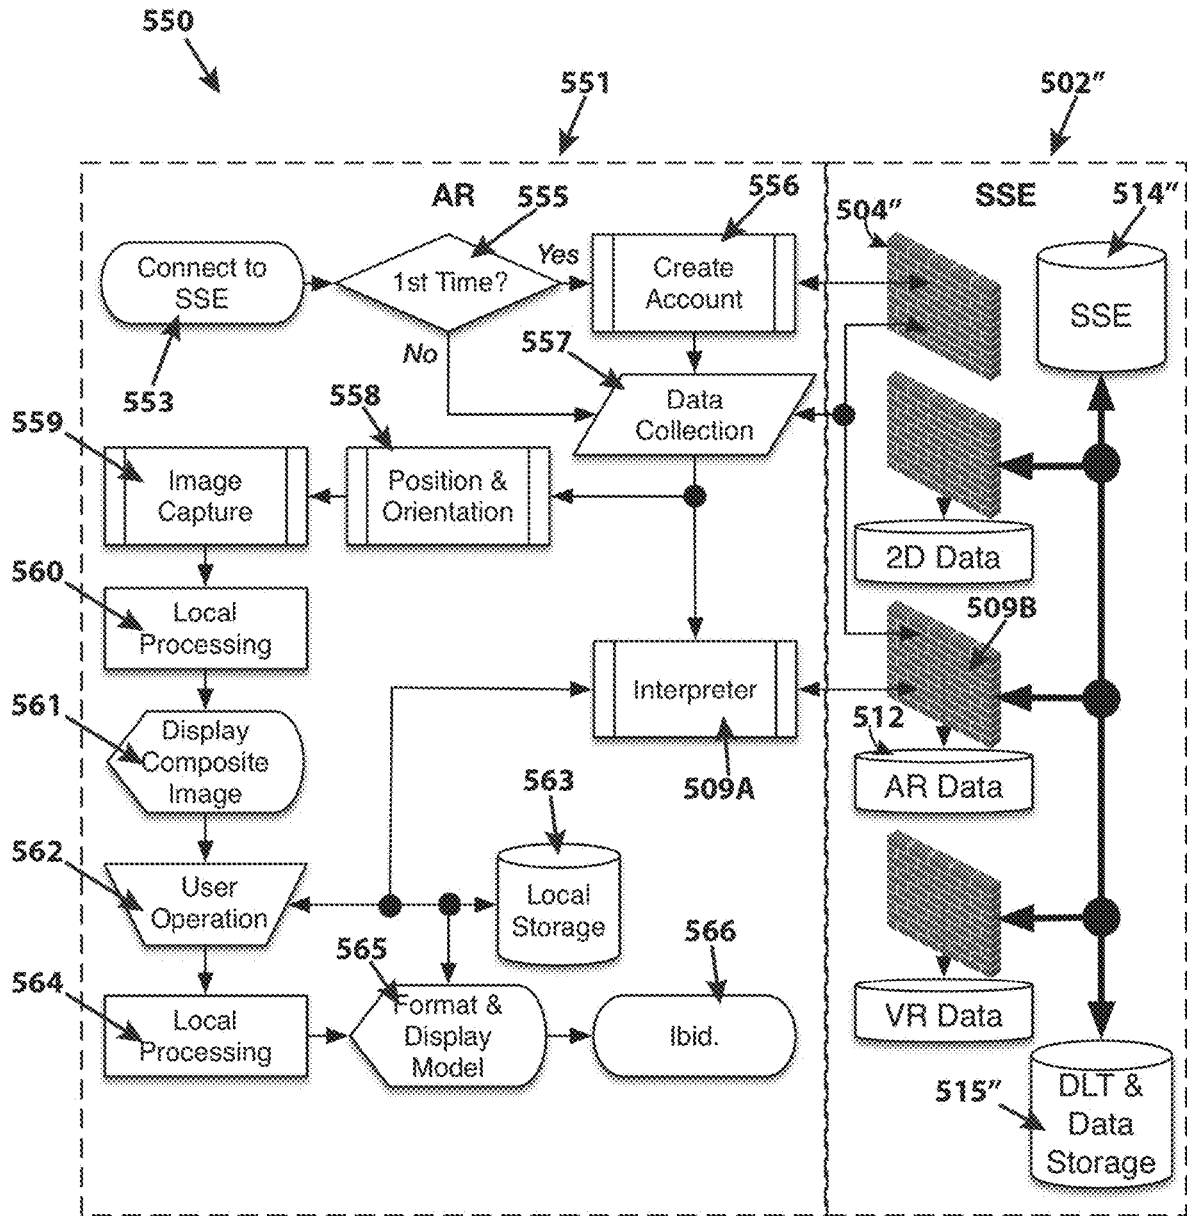 550
551
502″
AR
555
556
504″
SSE
514″
Connect to
SSE
1st Time?
Yes
Create
Account
SSE
No
557
553
558
Data
Collection
559
Image
Capture
Position &
Orientation
2D Data
560
Local
Processing
509B
Interpreter
561
Display
Composite
Image
512
563
509A
AR Data
562
User
Operation
Local
Storage
565
566
564
Local
Processing
Format &
Display
Model
Ibid.
VR Data
515″
DLT &
Data
Storage